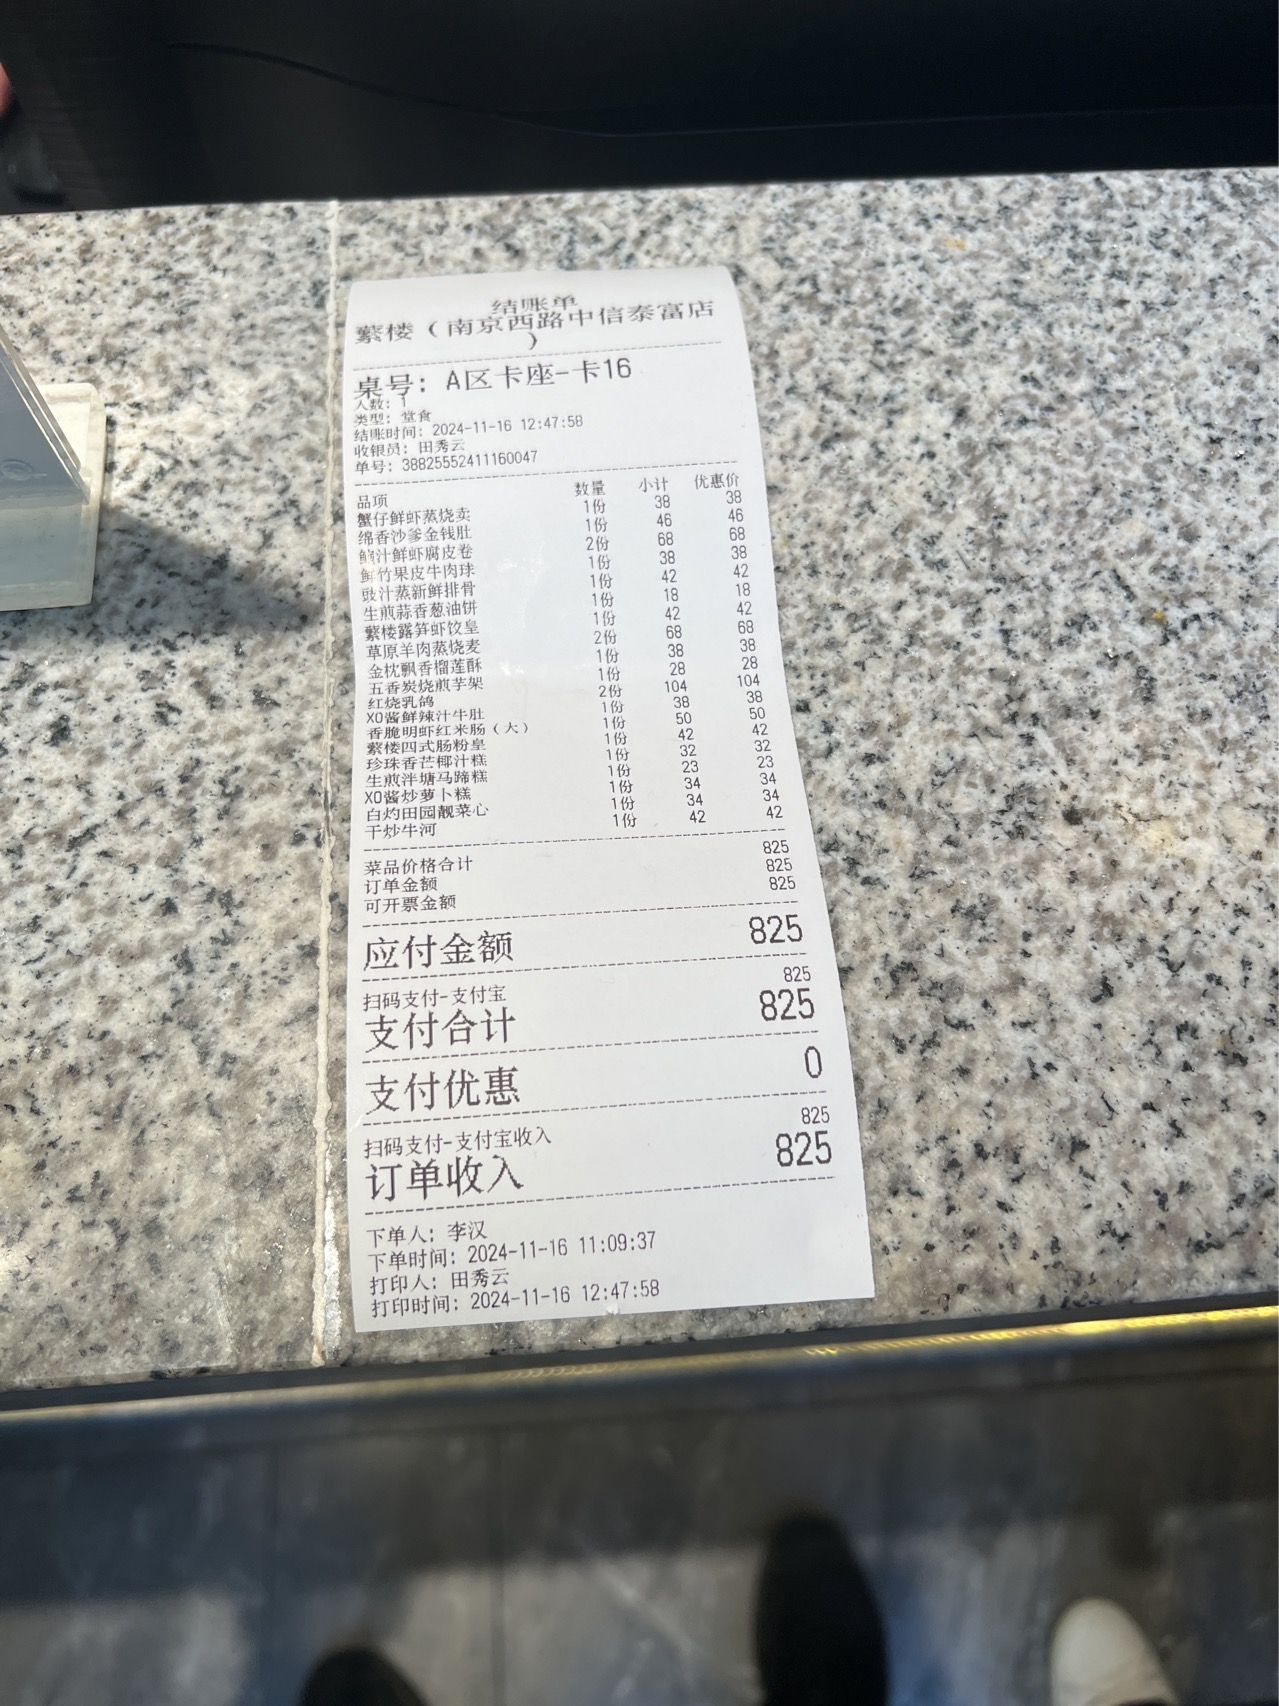 结账单
蘩楼（南京西路中信泰富店
）
桌号：A区卡座-卡16
人数：1
类型：堂食
结账时间：2024-11-16 12:47:58
收银员：田秀云
单号：38825552411160047
品项 数量 小计 优惠价
蟹仔鲜虾蒸烧卖 1份 38 38
绵香沙爹金钱肚 1份 46 46
鲍汁鲜虾腐皮卷 2份 68 68
鲜竹果皮牛肉球 1份 38 38
豉汁蒸新鲜排骨 1份 42 42
生煎蒜香葱油饼 1份 18 18
蘩楼露笋虾饺皇 1份 42 42
草原羊肉蒸烧麦 2份 68 68
金枕飘香榴莲酥 1份 38 38
五香炭烧煎芋架 1份 28 28
红烧乳鸽 2份 104 104
XO酱鲜辣汁牛肚 1份 38 38
香脆明虾红米肠（大） 1份 50 50
蘩楼四式肠粉皇 1份 42 42
珍珠香芒椰汁糕 1份 32 32
生煎泮塘马蹄糕 1份 23 23
XO酱炒萝卜糕 1份 34 34
白灼田园靓菜心 1份 34 34
干炒牛河 1份 42 42
菜品价格合计 825
订单金额 825
可开票金额 825
应付金额 825
扫码支付-支付宝 825
支付合计 825
支付优惠 0
扫码支付-支付宝收入 825
订单收入 825
下单人：李汉
下单时间：2024-11-16 11:09:37
打印人：田秀云
打印时间：2024-11-16 12:47:58